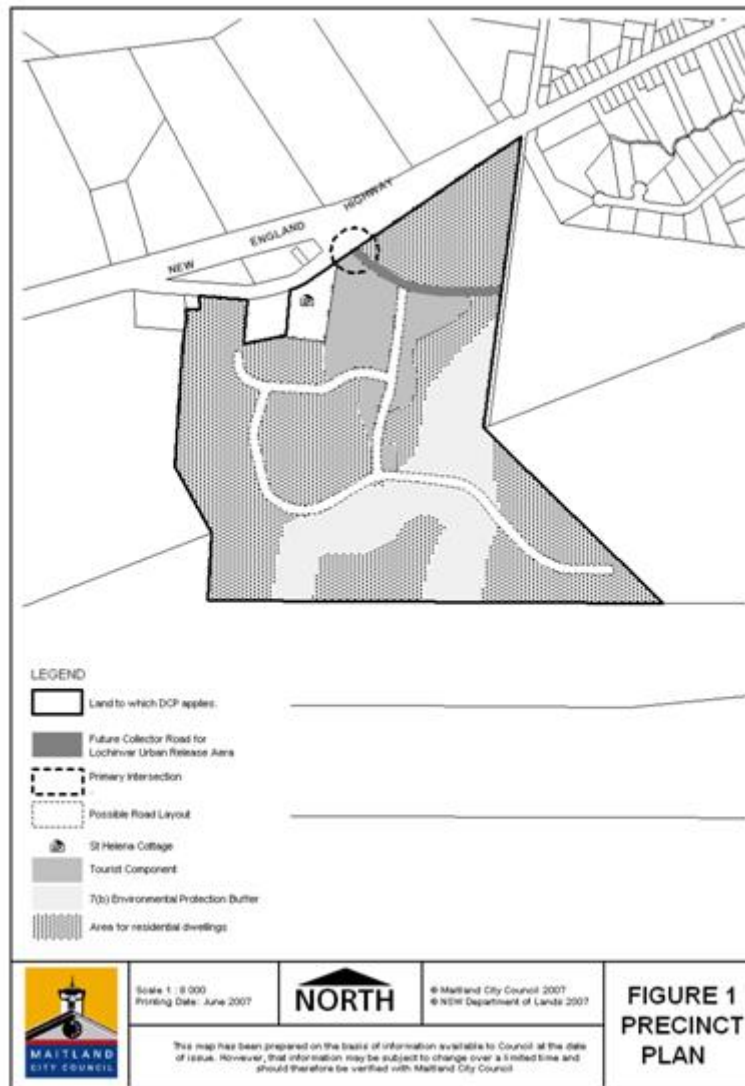 NEW ENGLAND HIGHWAY
LEGEND
Land to which DCP applies.
Future Collector Road for
Lochinvar Urban Release Aera
Primary Intersection
Possible Road Layout
St Helena Cottage
Tourist Component
7(b) Environmental Protection Buffer
Area for residential dwellings
MAITLAND
CITY COUNCIL
Scale 1 : 8 000
Printing Date: June 2007
NORTH
© Maitland City Council 2007
© NSW Department of Lands 2007
This map has been prepared on the basis of information available to Council at the date
of issue. However, that information may be subject to change over a limited time and
should therefore be verified with Maitland City Council
FIGURE 1
PRECINCT
PLAN